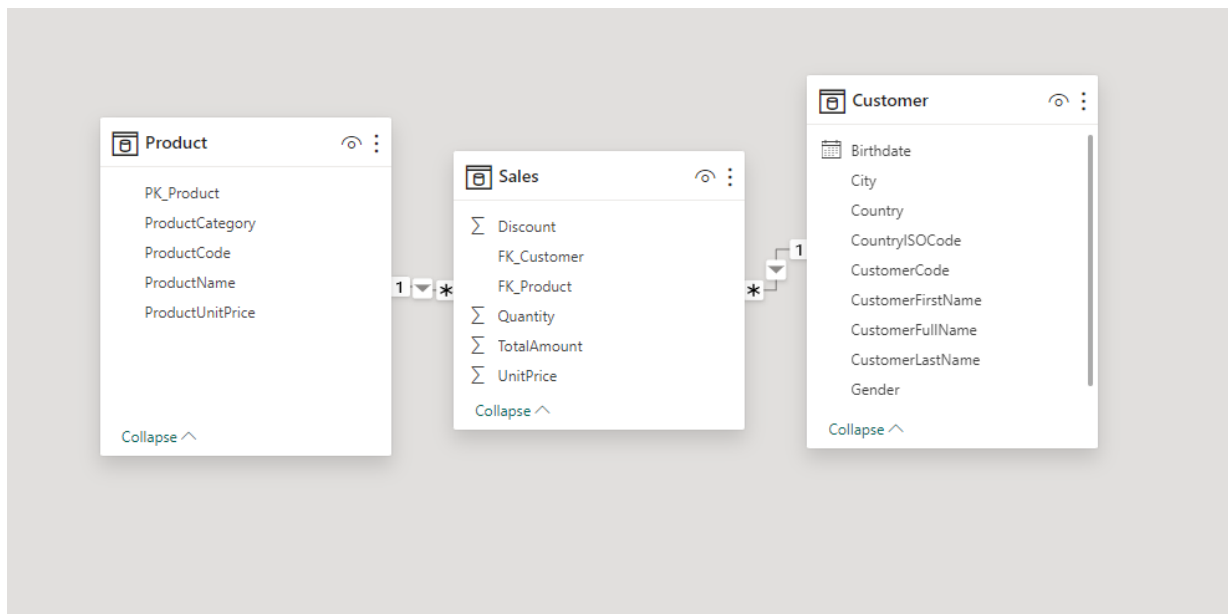 Product
PK_Product
ProductCategory
ProductCode
ProductName
ProductUnitPrice
Collapse
1
*
Sales
Discount
FK_Customer
FK_Product
Quantity
TotalAmount
UnitPrice
Collapse
*
1
Customer
Birthdate
City
Country
CountryISOCode
CustomerCode
CustomerFirstName
CustomerFullName
CustomerLastName
Gender
Collapse